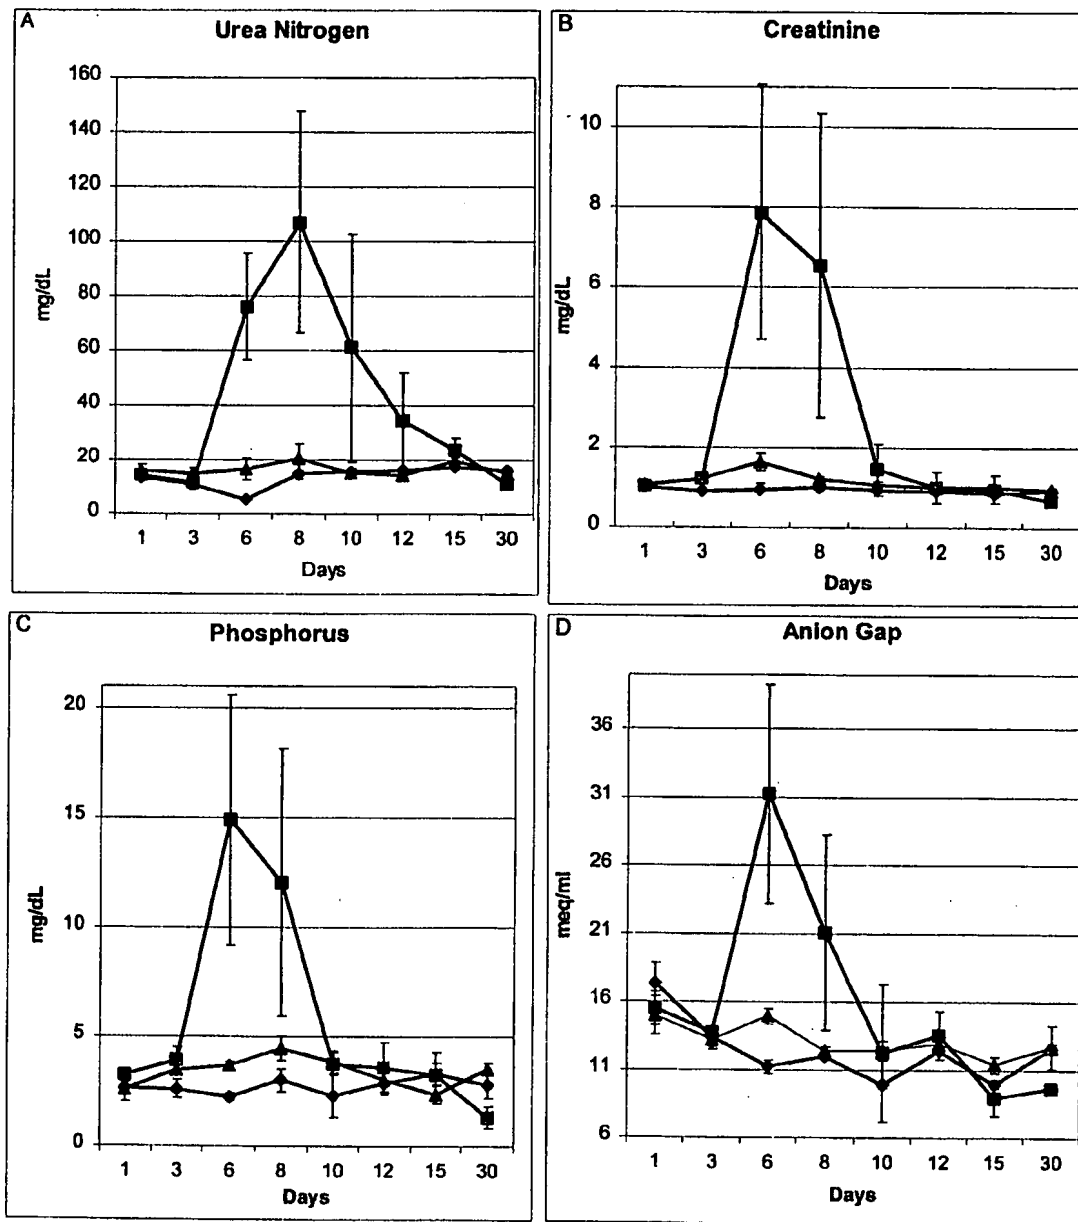 A
Urea Nitrogen
160
140
120
100
80
60
40
20
0
mg/dL
1 3 6 8 10 12 15 30
Days
B
Creatinine
10
8
6
4
2
0
mg/dL
1 3 6 8 10 12 15 30
Days
C
Phosphorus
20
15
10
5
0
mg/dL
1 3 6 8 10 12 15 30
Days
D
Anion Gap
36
31
26
21
16
11
6
meq/ml
1 3 6 8 10 12 15 30
Days